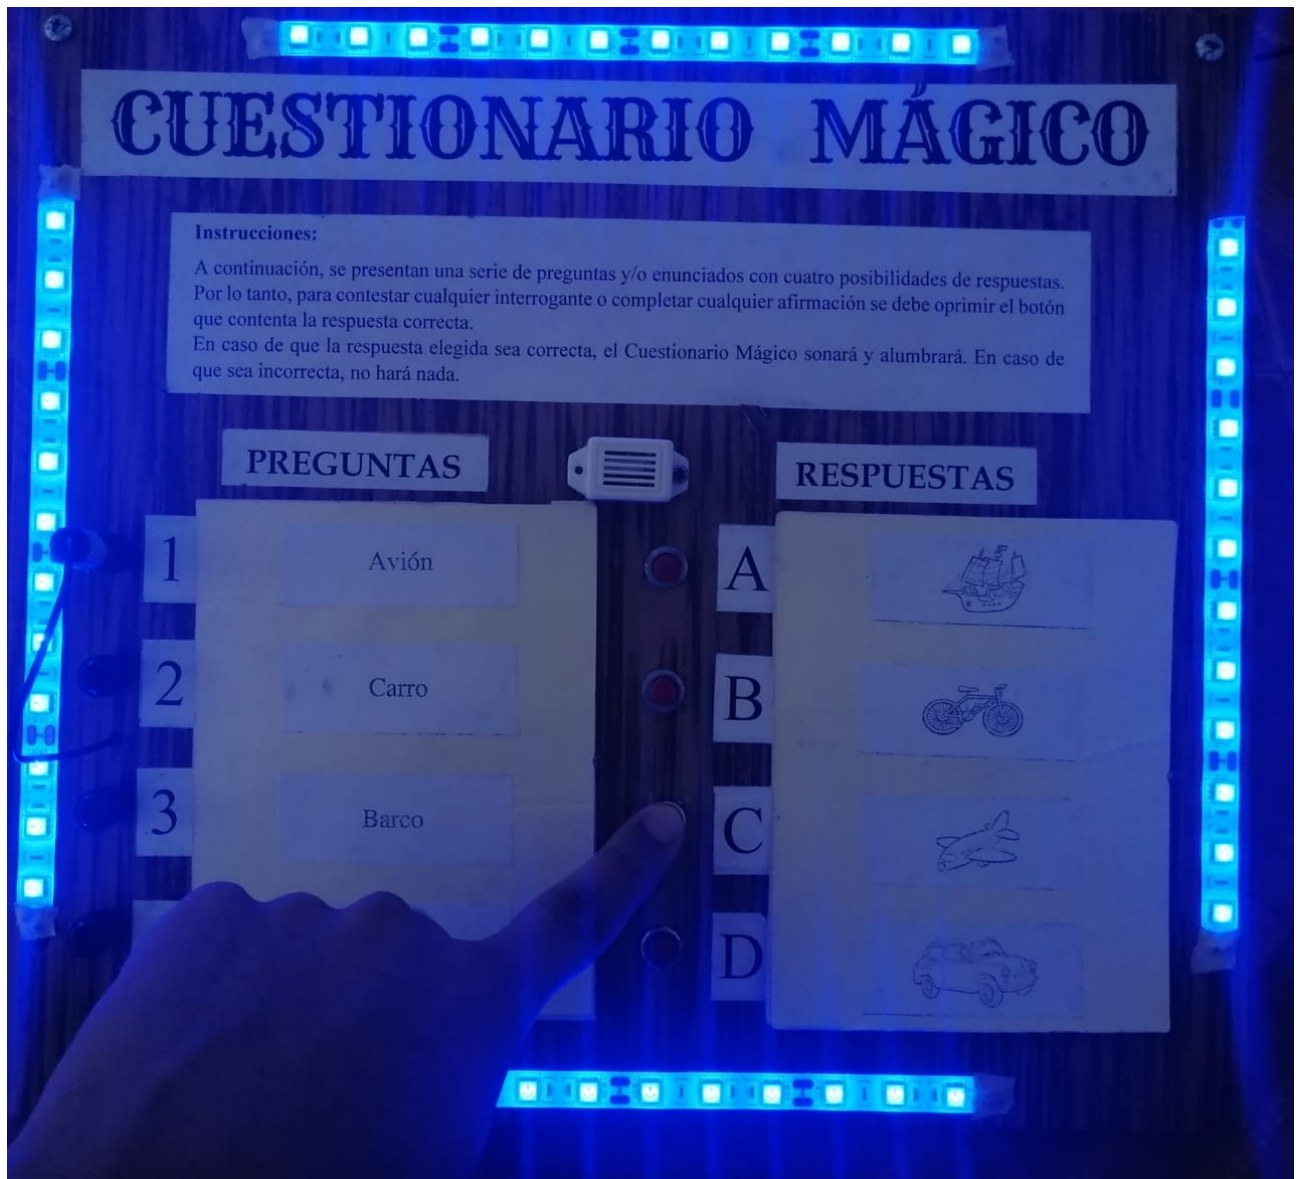 CUESTIONARIO MÁGICO
Instrucciones:
A continuación, se presentan una serie de preguntas y/o enunciados con cuatro posibilidades de respuestas.
Por lo tanto, para contestar cualquier interrogante o completar cualquier afirmación se debe oprimir el botón
que contenta la respuesta correcta.
En caso de que la respuesta elegida sea correcta, el Cuestionario Mágico sonará y alumbrará. En caso de
que sea incorrecta, no hará nada.
PREGUNTAS
1 Avión
2 Carro
3 Barco
RESPUESTAS
A
B
C
D